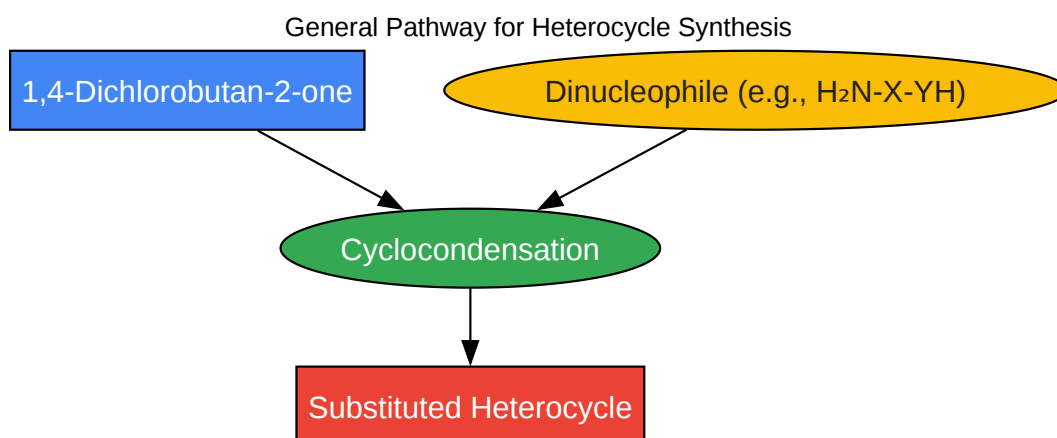 General Pathway for Heterocycle Synthesis
1,4-Dichlorobutan-2-one
Dinucleophile (e.g., H₂N-X-YH)
Cyclocondensation
Substituted Heterocycle